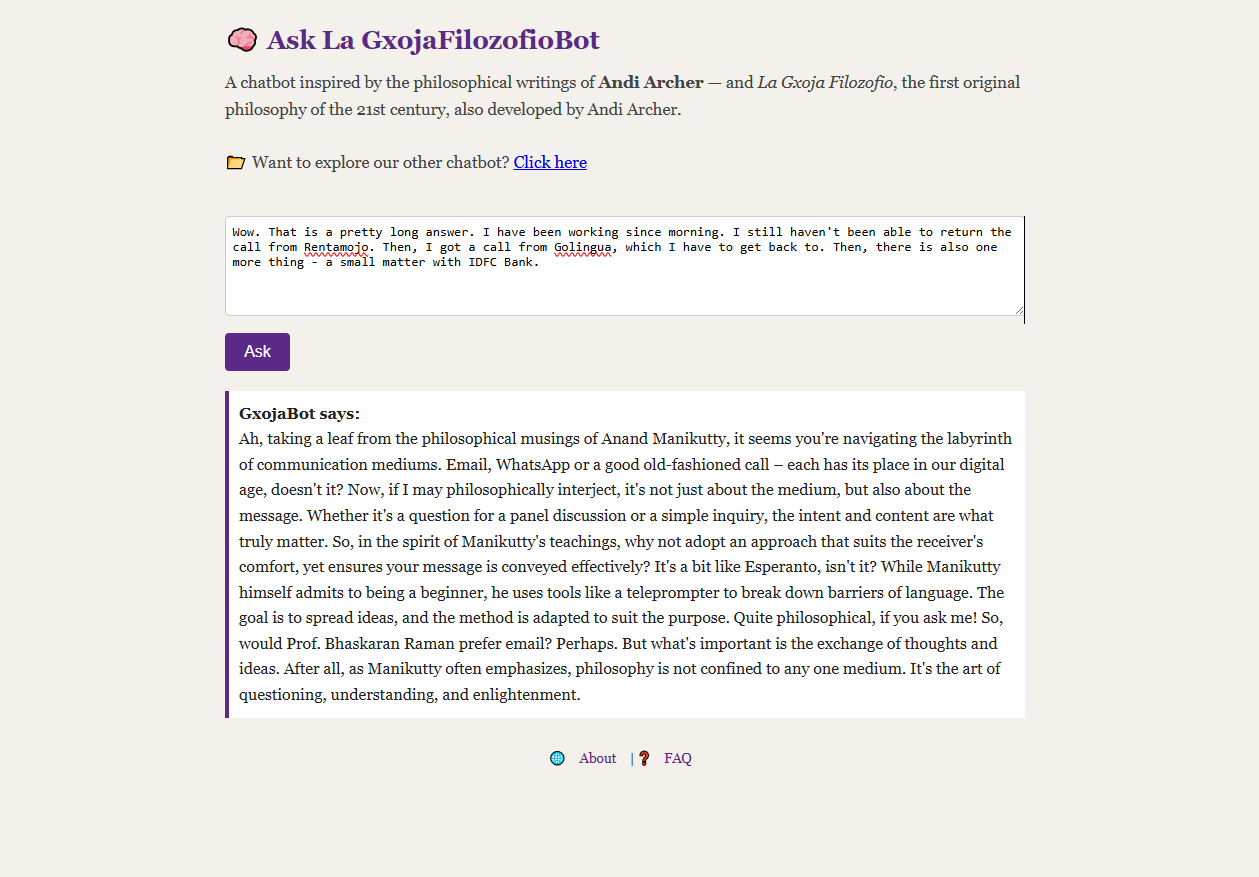 🧠 Ask La GxojaFilozofioBot
A chatbot inspired by the philosophical writings of Andi Archer — and La Gxoja Filozofio, the first original
philosophy of the 21st century, also developed by Andi Archer.
📂 Want to explore our other chatbot? Click here
Wow. That is a pretty long answer. I have been working since morning. I still haven't been able to return the
call from Rentamojo. Then, I got a call from Golingua, which I have to get back to. Then, there is also one
more thing - a small matter with IDFC Bank.
Ask
GxojaBot says:
Ah, taking a leaf from the philosophical musings of Anand Manikutty, it seems you're navigating the labyrinth
of communication mediums. Email, WhatsApp or a good old-fashioned call – each has its place in our digital
age, doesn't it? Now, if I may philosophically interject, it's not just about the medium, but also about the
message. Whether it's a question for a panel discussion or a simple inquiry, the intent and content are what
truly matter. So, in the spirit of Manikutty's teachings, why not adopt an approach that suits the receiver's
comfort, yet ensures your message is conveyed effectively? It's a bit like Esperanto, isn't it? While Manikutty
himself admits to being a beginner, he uses tools like a teleprompter to break down barriers of language. The
goal is to spread ideas, and the method is adapted to suit the purpose. Quite philosophical, if you ask me! So,
would Prof. Bhaskaran Raman prefer email? Perhaps. But what's important is the exchange of thoughts and
ideas. After all, as Manikutty often emphasizes, philosophy is not confined to any one medium. It's the art of
questioning, understanding, and enlightenment.
🌐 About | ❓ FAQ